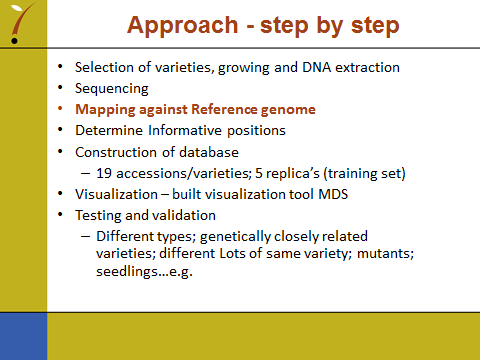 Approach - step by step
• Selection of varieties, growing and DNA extraction
• Sequencing
• Mapping against Reference genome
• Determine Informative positions
• Construction of database
– 19 accessions/varieties; 5 replica's (training set)
• Visualization – built visualization tool MDS
• Testing and validation
– Different types; genetically closely related
varieties; different Lots of same variety; mutants;
seedlings…e.g.